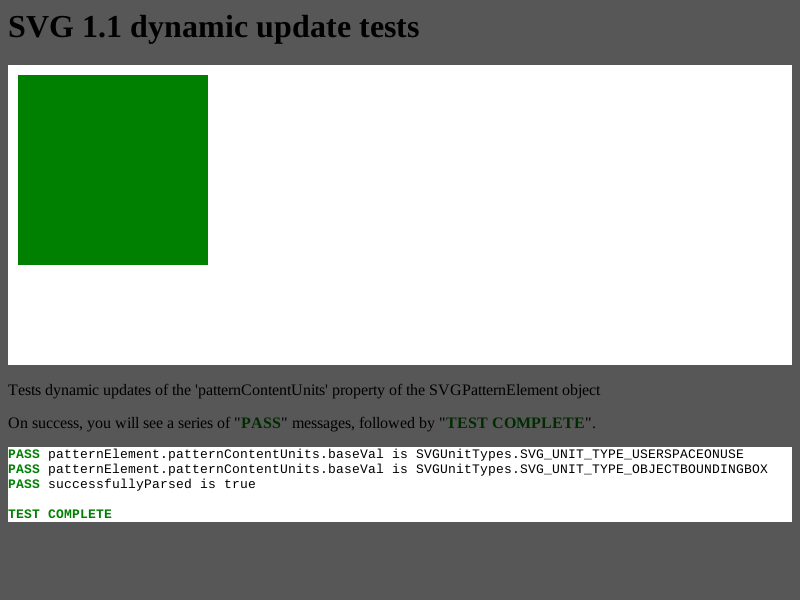 SVG 1.1 dynamic update tests
Tests dynamic updates of the 'patternContentUnits' property of the SVGPatternElement object
On success, you will see a series of "PASS" messages, followed by "TEST COMPLETE".
PASS patternElement.patternContentUnits.baseVal is SVGUnitTypes.SVG_UNIT_TYPE_USERSPACEONUSE
PASS patternElement.patternContentUnits.baseVal is SVGUnitTypes.SVG_UNIT_TYPE_OBJECTBOUNDINGBOX
PASS successfullyParsed is true
TEST COMPLETE